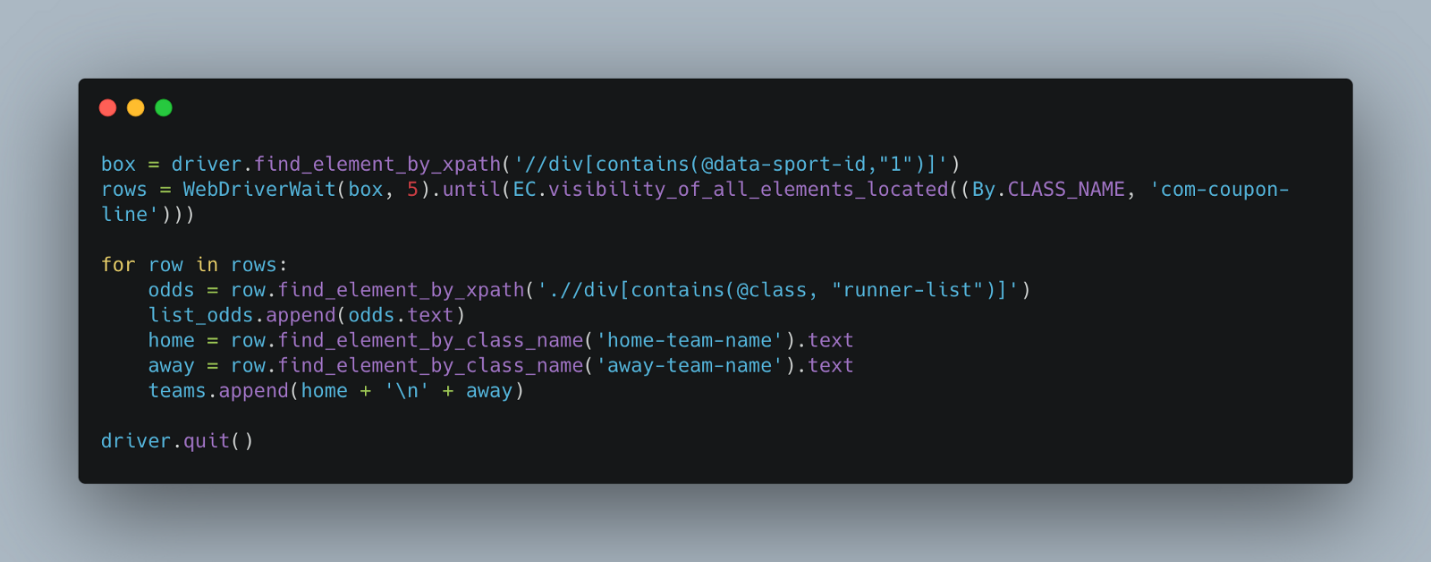 box = driver.find_element_by_xpath('//div[contains(@data-sport-id,"1")]')
rows = WebDriverWait(box, 5).until(EC.visibility_of_all_elements_located((By.CLASS_NAME, 'com-coupon-
line')))
for row in rows:
    odds = row.find_element_by_xpath('.//div[contains(@class, "runner-list")]')
    list_odds.append(odds.text)
    home = row.find_element_by_class_name('home-team-name').text
    away = row.find_element_by_class_name('away-team-name').text
    teams.append(home + '\n' + away)
driver.quit()